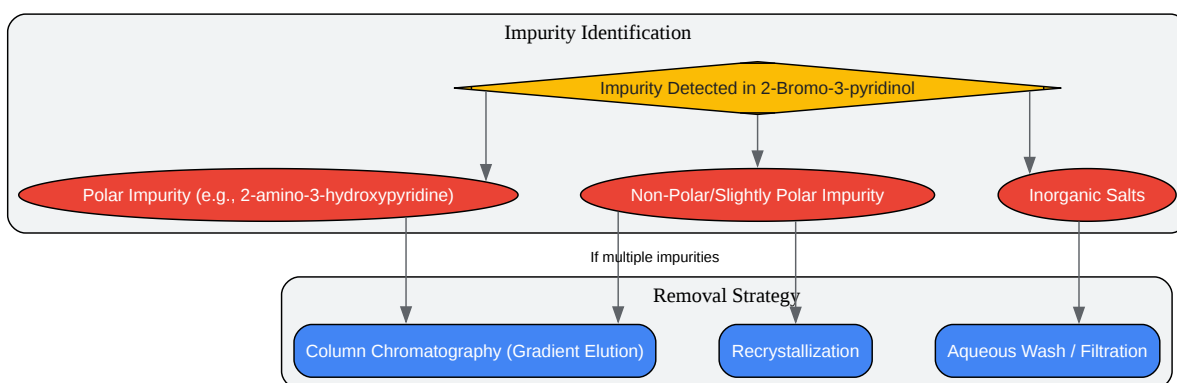 Impurity Identification
Impurity Detected in 2-Bromo-3-pyridinol
Polar Impurity (e.g., 2-amino-3-hydroxypyridine)
Non-Polar/Slightly Polar Impurity
Inorganic Salts
If multiple impurities
Removal Strategy
Column Chromatography (Gradient Elution)
Recrystallization
Aqueous Wash / Filtration